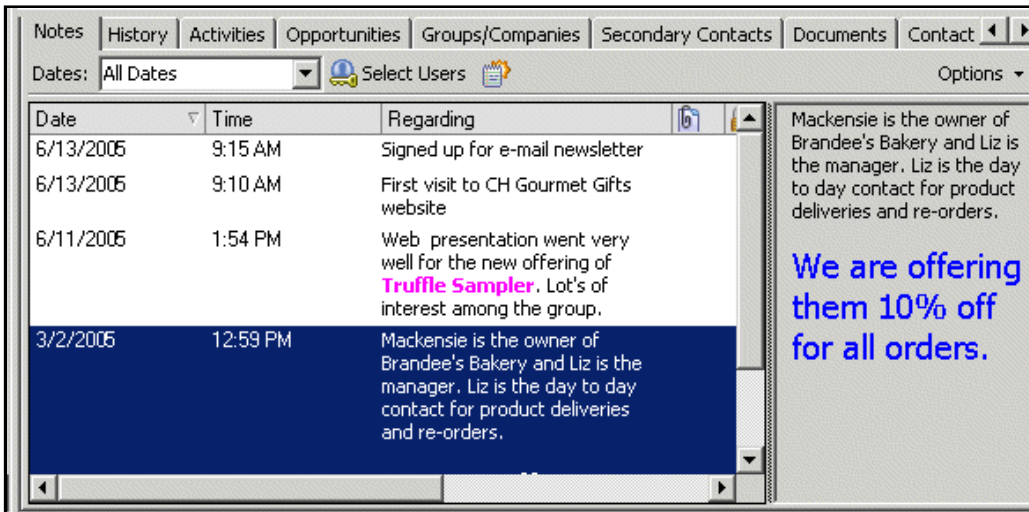 Notes History Activities Opportunities Groups/Companies Secondary Contacts Documents Contact
Dates: All Dates Select Users Options
Date Time Regarding
6/13/2005 9:15 AM Signed up for e-mail newsletter
6/13/2005 9:10 AM First visit to CH Gourmet Gifts
website
6/11/2005 1:54 PM Web presentation went very
well for the new offering of
Truffle Sampler. Lot's of
interest among the group.
3/2/2005 12:59 PM Mackensie is the owner of
Brandee's Bakery and Liz is the
manager. Liz is the day to day
contact for product deliveries
and re-orders.
Mackensie is the owner of
Brandee's Bakery and Liz is
the manager. Liz is the day
to day contact for product
deliveries and re-orders.
We are offering
them 10% off
for all orders.